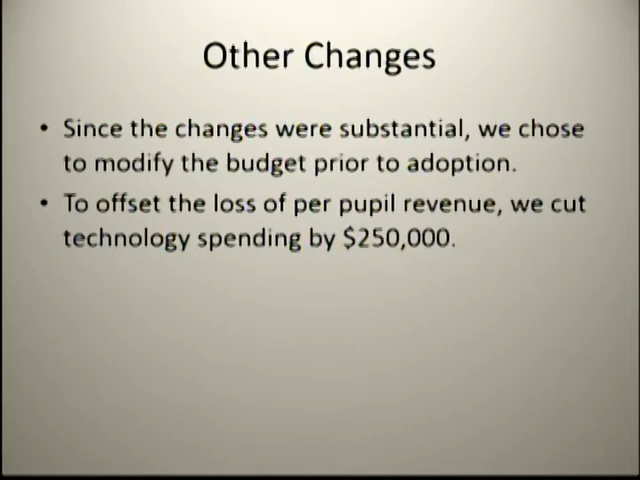 Other Changes
• Since the changes were substantial, we chose
to modify the budget prior to adoption.
• To offset the loss of per pupil revenue, we cut
technology spending by $250,000.